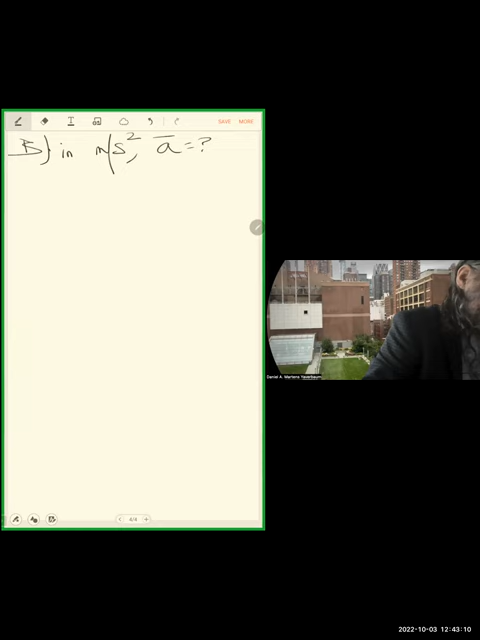 SAVE MORE
B) in m/s², a̅ = ?
Daniel A. Martens Yaverbaum
4/4
2022-10-03 12:43:10